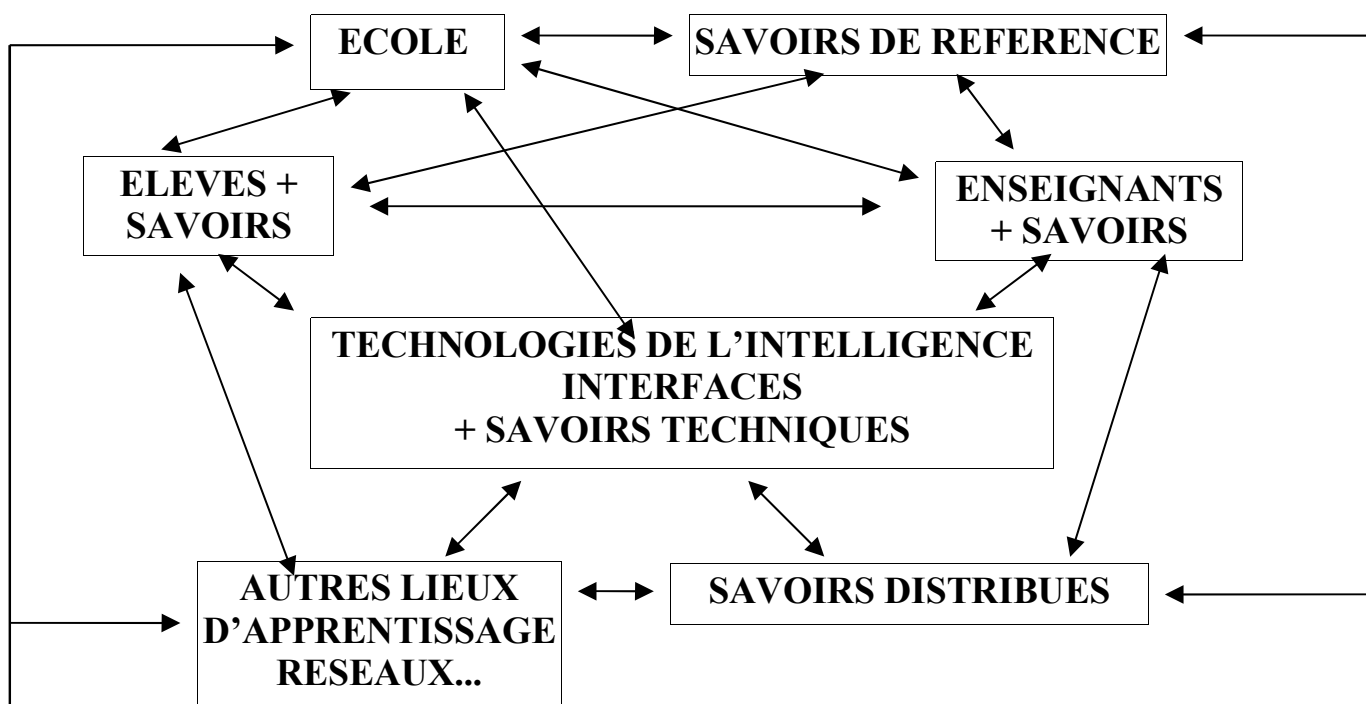 ECOLE
SAVOIRS DE REFERENCE
ELEVES +
SAVOIRS
ENSEIGNANTS
+ SAVOIRS
TECHNOLOGIES DE L’INTELLIGENCE
INTERFACES
+ SAVOIRS TECHNIQUES
AUTRES LIEUX
D’APPRENTISSAGE
RESEAUX...
SAVOIRS DISTRIBUES